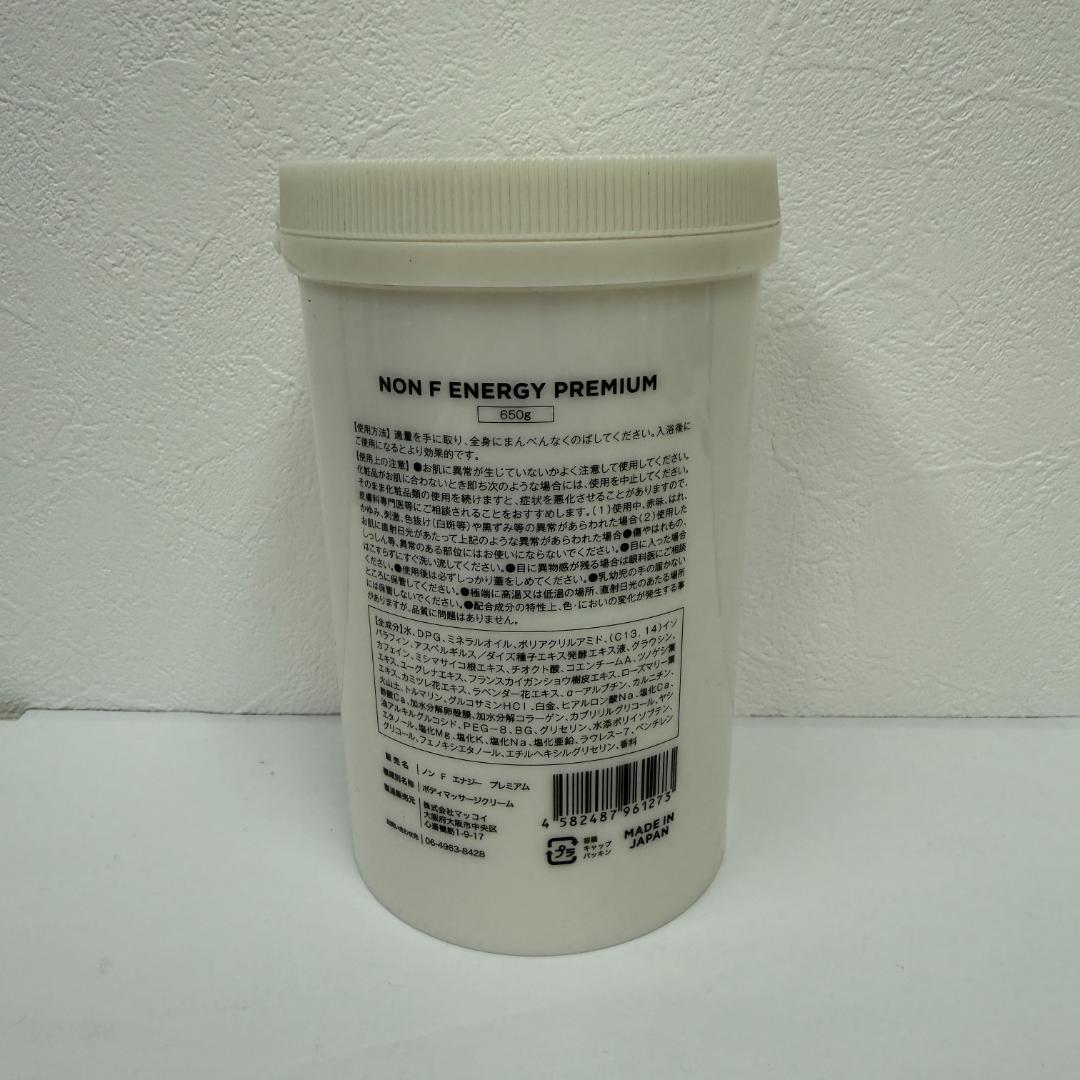 NON F ENERGY PREMIUM
650g
【使用方法】適量を手に取り、全身にまんべんなくのばしてください。入浴後に
ご使用になるとより効果的です。
【使用上の注意】●お肌に異常が生じていないかよく注意して使用してください。
化粧品がお肌に合わないとき即ち次のような場合には、使用を中止してください。
そのまま化粧品類の使用を続けますと、症状を悪化させることがありますので、
皮膚科専門医等にご相談されることをおすすめします。(1)使用中、赤味、はれ、
かゆみ、刺激、色抜け(白斑等)や黒ずみ等の異常があらわれた場合(2)使用した
お肌に直射日光があたって上記のような異常があらわれた場合●傷やはれもの、
しっしん等、異常のある部位にはお使いにならないでください。●目に入った場合
はこすらずにすぐ洗い流してください。●目に異物感が残る場合は眼科医にご相談
ください。●使用後は必ずしっかり蓋をしめてください。●乳幼児の手の届かない
ところに保管してください。●極端に高温又は低温の場所、直射日光のあたる場所
には保管しないでください。●配合成分の特性上、色・においの変化が発生する事
がありますが、品質に問題はありません。
【全成分】水、DPG、ミネラルオイル、ポリアクリルアミド、(C13,14)イソ
パラフィン、アスペルギルス/ダイズ種子エキス発酵エキス液、グラウシン、
カフェイン、ミシマサイコ根エキス、チオクト酸、コエンチームA、ツノゲシ葉
エキス、ユーグレナエキス、フランスカイガンショウ樹皮エキス、ローズマリー葉
エキス、カミツレ花エキス、ラベンダー花エキス、α-アルブチン、カルニチン、
火山土、トルマリン、グルコサミンHCl、白金、ヒアルロン酸Na、塩化Ca、
酢酸Ca、加水分解卵殻膜、加水分解コラーゲン、カプリリルグリコール、ヤシ
油アルキルグルコシド、PEG-8、BG、グリセリン、水添ポリイソブテン、
エタノール、塩化Mg、塩化K、塩化Na、塩化亜鉛、ラウレス-7、ペンチレン
グリコール、フェノキシエタノール、エチルヘキシルグリセリン、香料
販売名 ノン F エナジー プレミアム
種類別名称 ボディマッサージクリーム
製造販売元 株式会社マッコイ
大阪府大阪市中央区
心斎橋筋1-9-17
お問い合わせ先 06-4963-8428
4 582487 961273
プラ
容器
キャップ
パッキン
MADE IN
JAPAN